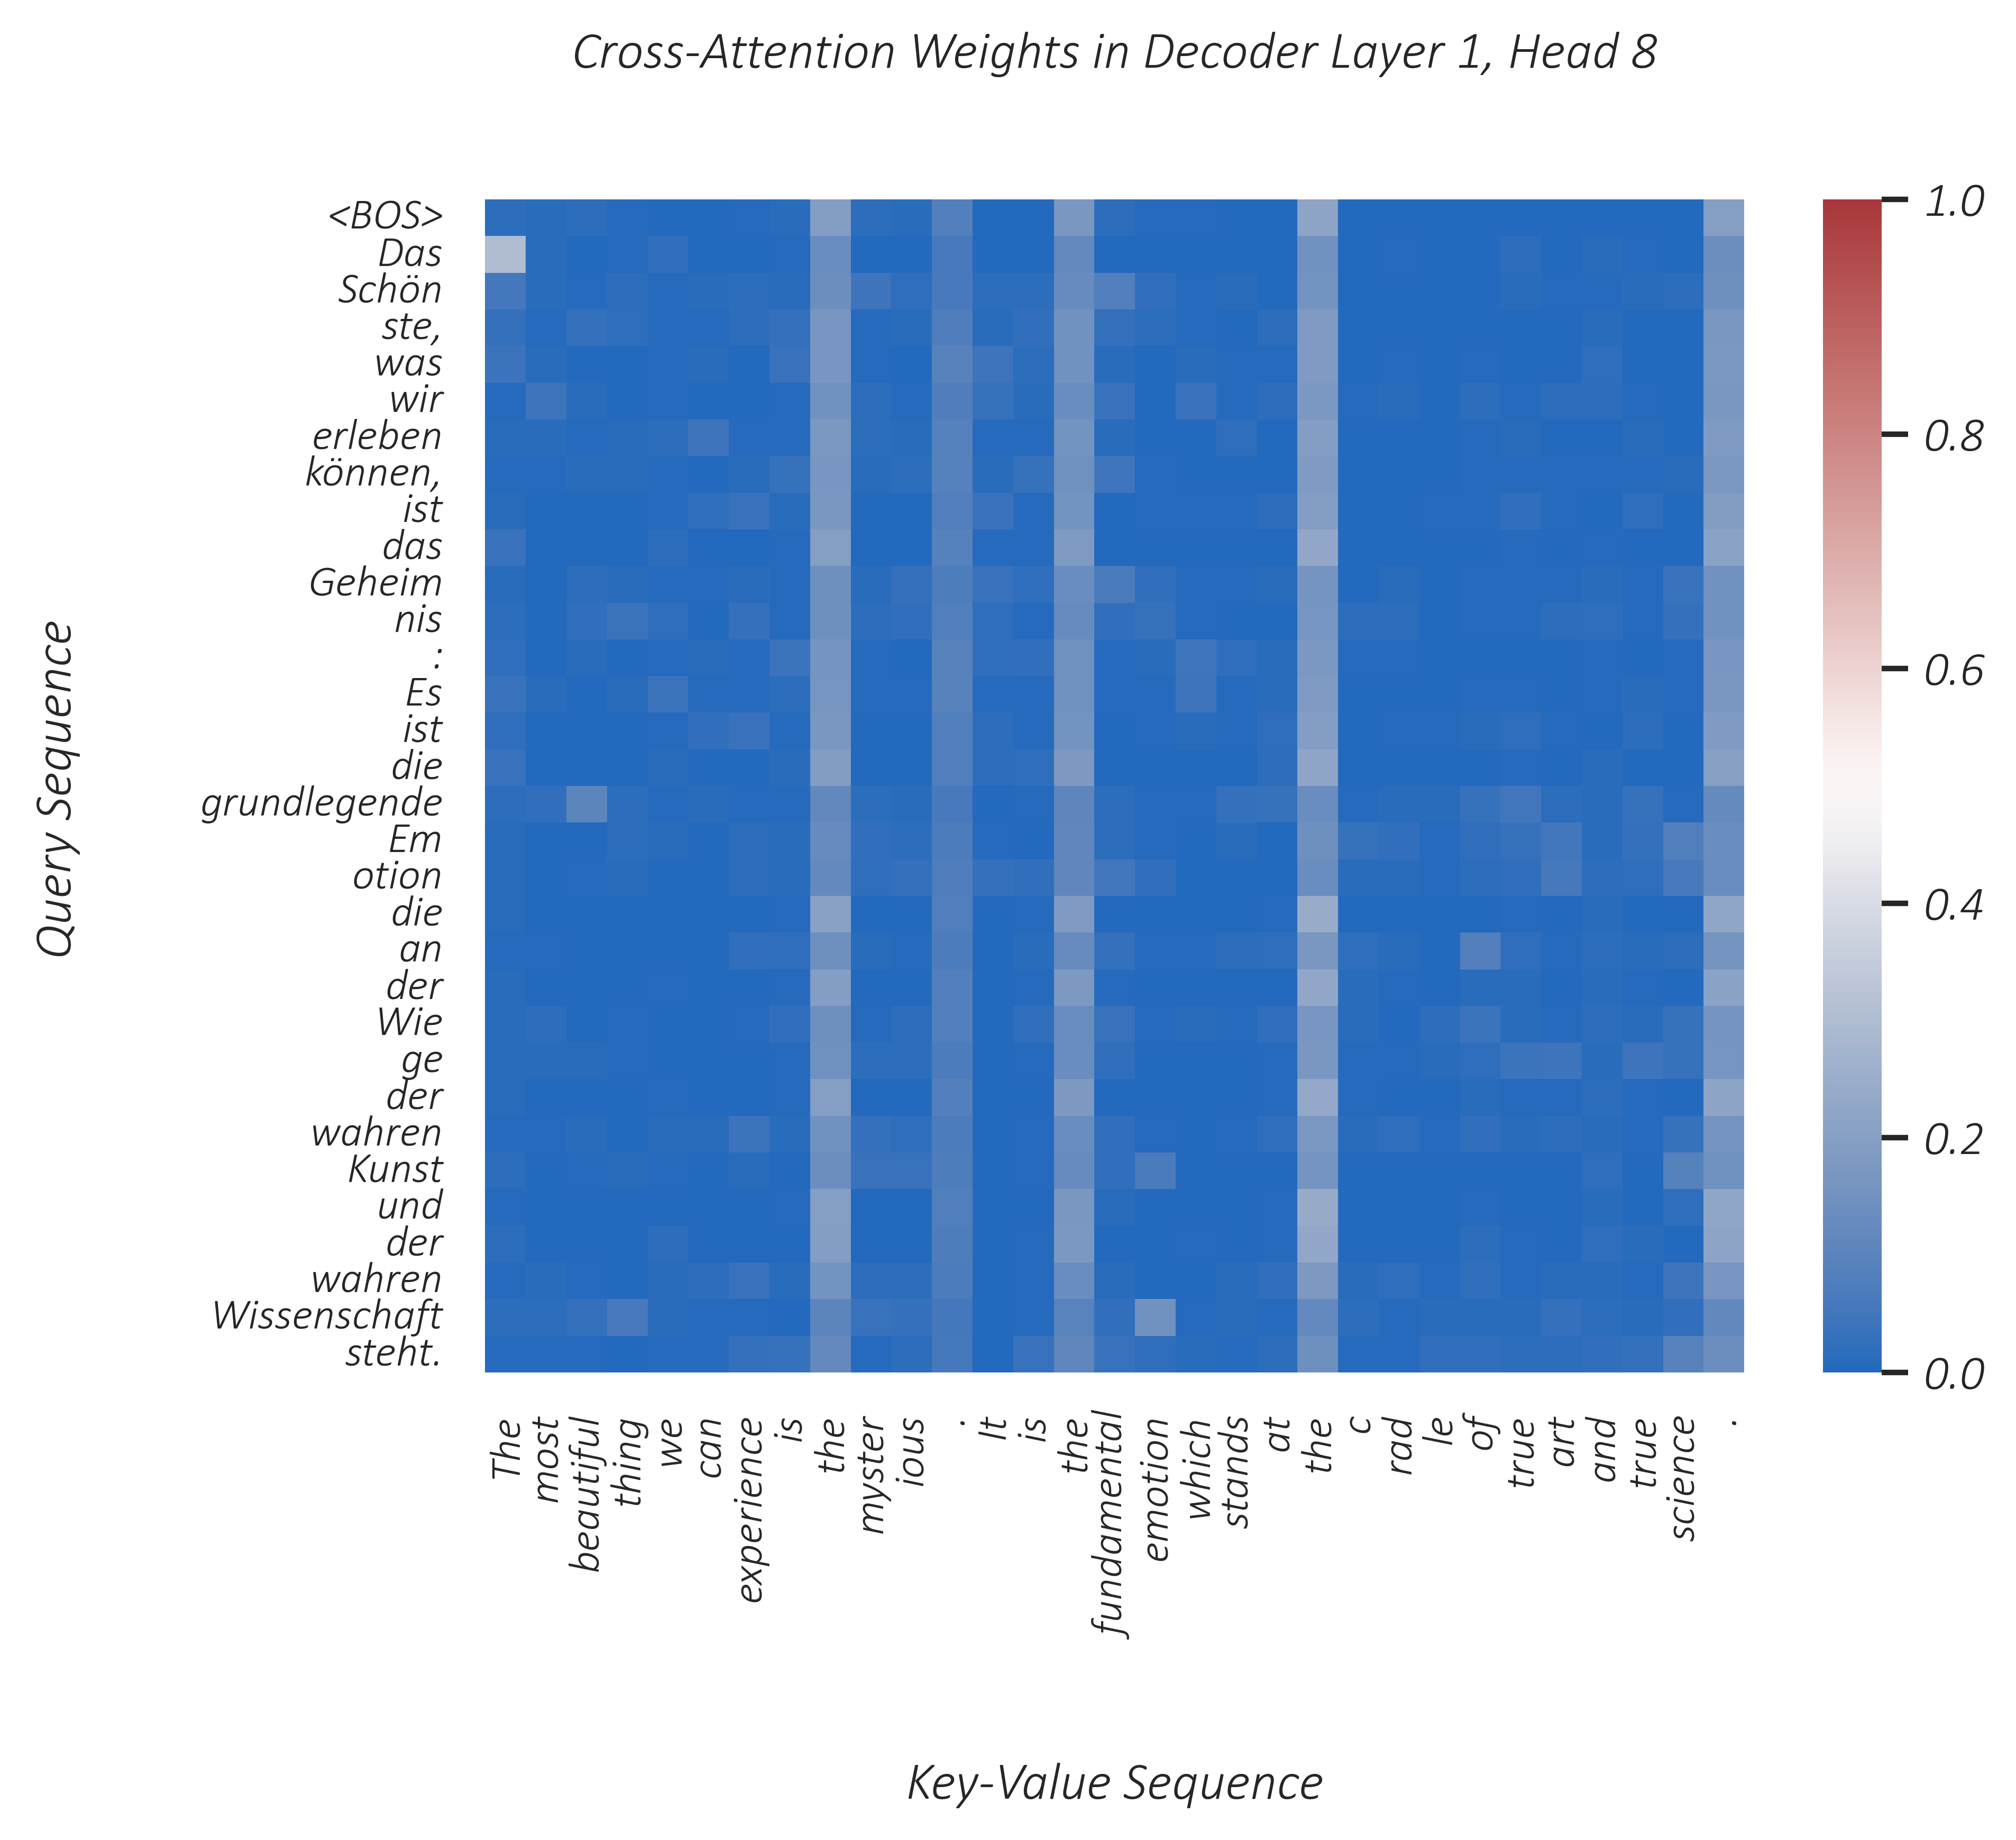 Cross-Attention Weights in Decoder Layer 1, Head 8
Query Sequence
<BOS>
Das
Schön
ste,
was
wir
erleben
können,
ist
das
Geheim
nis
:
Es
ist
die
grundlegende
Em
otion
die
an
der
Wie
ge
der
wahren
Kunst
und
der
wahren
Wissenschaft
steht.
The
most
beautiful
thing
we
can
experience
is
the
myster
ious
.
It
is
the
fundamental
emotion
which
stands
at
the
c
rad
le
of
true
art
and
true
science
.
Key-Value Sequence
1.0
0.8
0.6
0.4
0.2
0.0